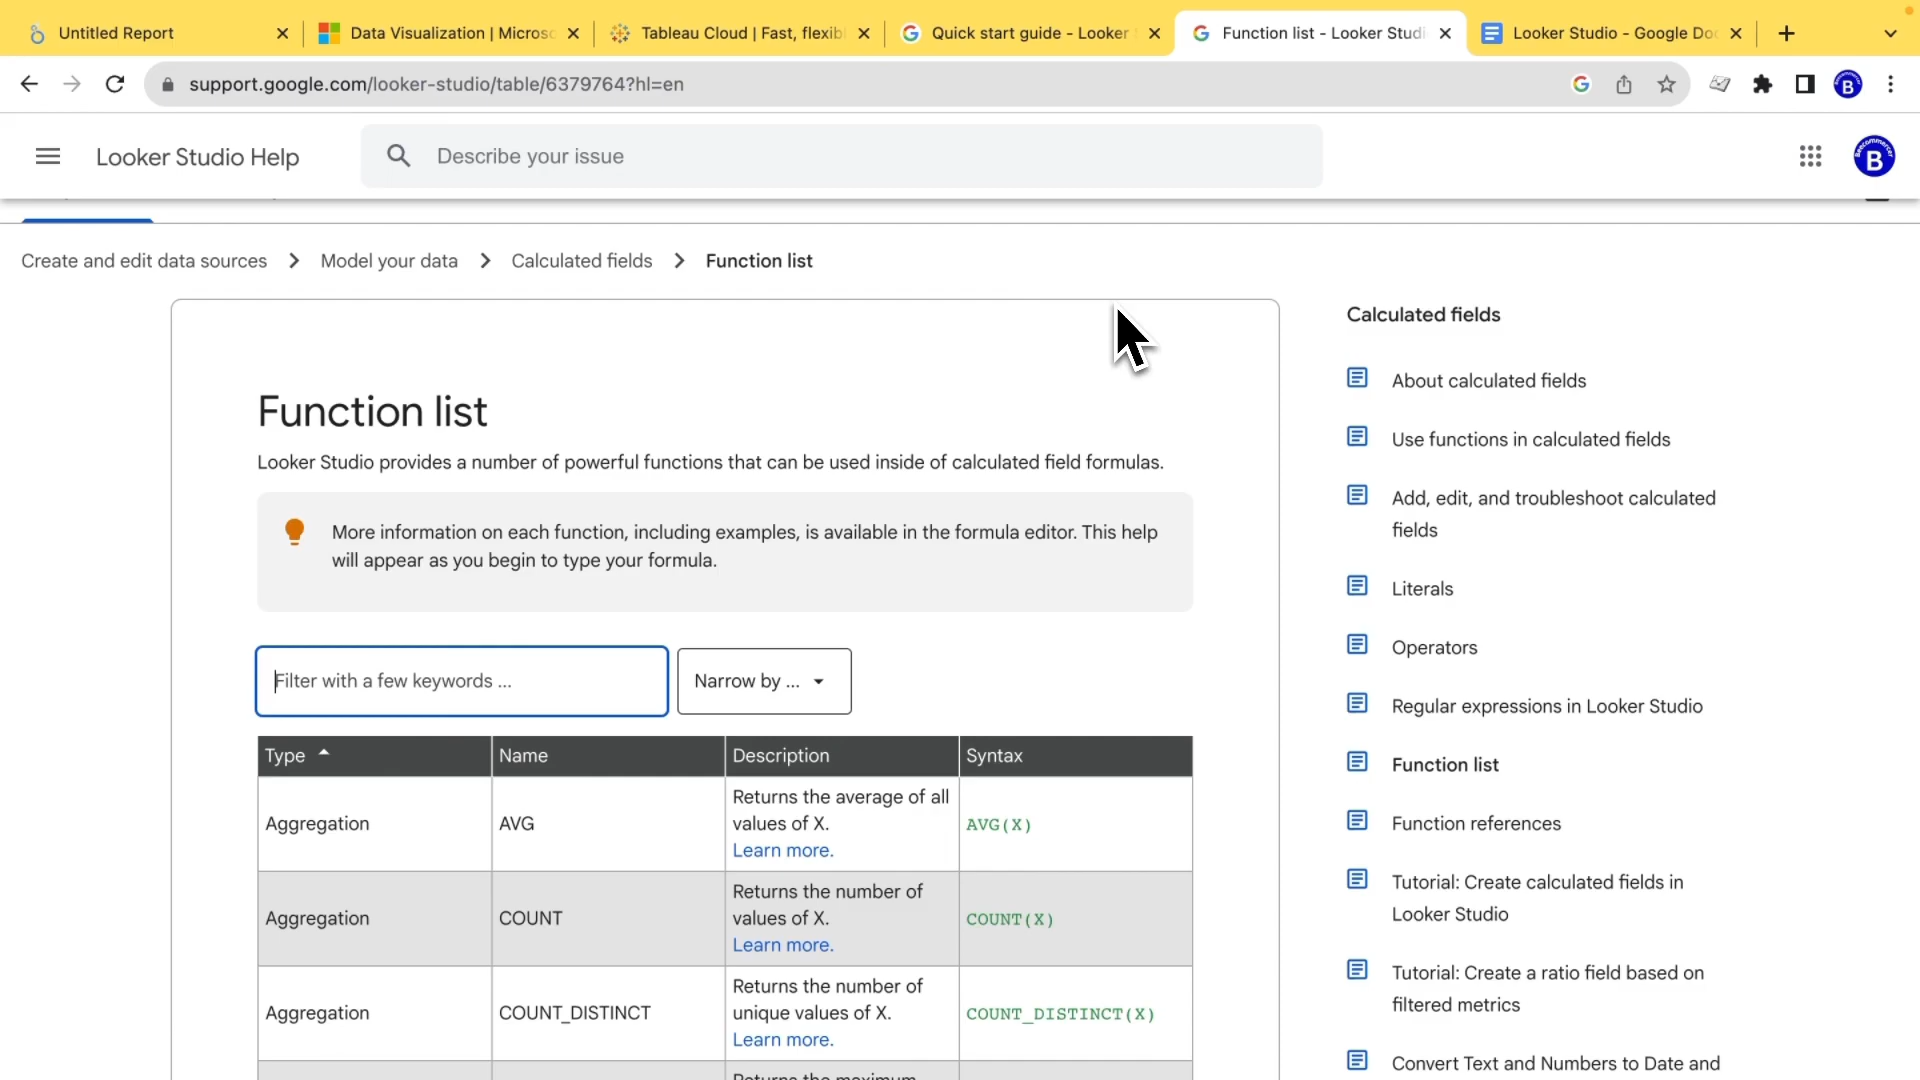 Untitled Report
Data Visualization | Micros
Tableau Cloud | Fast, flexib
Quick start guide - Looker
Function list - Looker Studi
Looker Studio - Google Do
support.google.com/looker-studio/table/6379764?hl=en
B
Looker Studio Help
Describe your issue
B
Create and edit data sources
Model your data
Calculated fields
Function list
Calculated fields
About calculated fields
Use functions in calculated fields
Add, edit, and troubleshoot calculated
fields
Literals
Operators
Regular expressions in Looker Studio
Function list
Function references
Tutorial: Create calculated fields in
Looker Studio
Tutorial: Create a ratio field based on
filtered metrics
Convert Text and Numbers to Date and
Function list
Looker Studio provides a number of powerful functions that can be used inside of calculated field formulas.
More information on each function, including examples, is available in the formula editor. This help
will appear as you begin to type your formula.
Filter with a few keywords ...
Narrow by ...
Type Name Description Syntax
Aggregation AVG Returns the average of all
values of X.
Learn more. AVG(X)
Aggregation COUNT Returns the number of
values of X.
Learn more. COUNT(X)
Aggregation COUNT_DISTINCT Returns the number of
unique values of X.
Learn more. COUNT_DISTINCT(X)
Returns the maximum